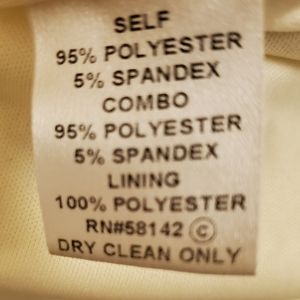 SELF
95% POLYESTER
5% SPANDEX
COMBO
95% POLYESTER
5% SPANDEX
LINING
100% POLYESTER
RN#58142 ©
DRY CLEAN ONLY